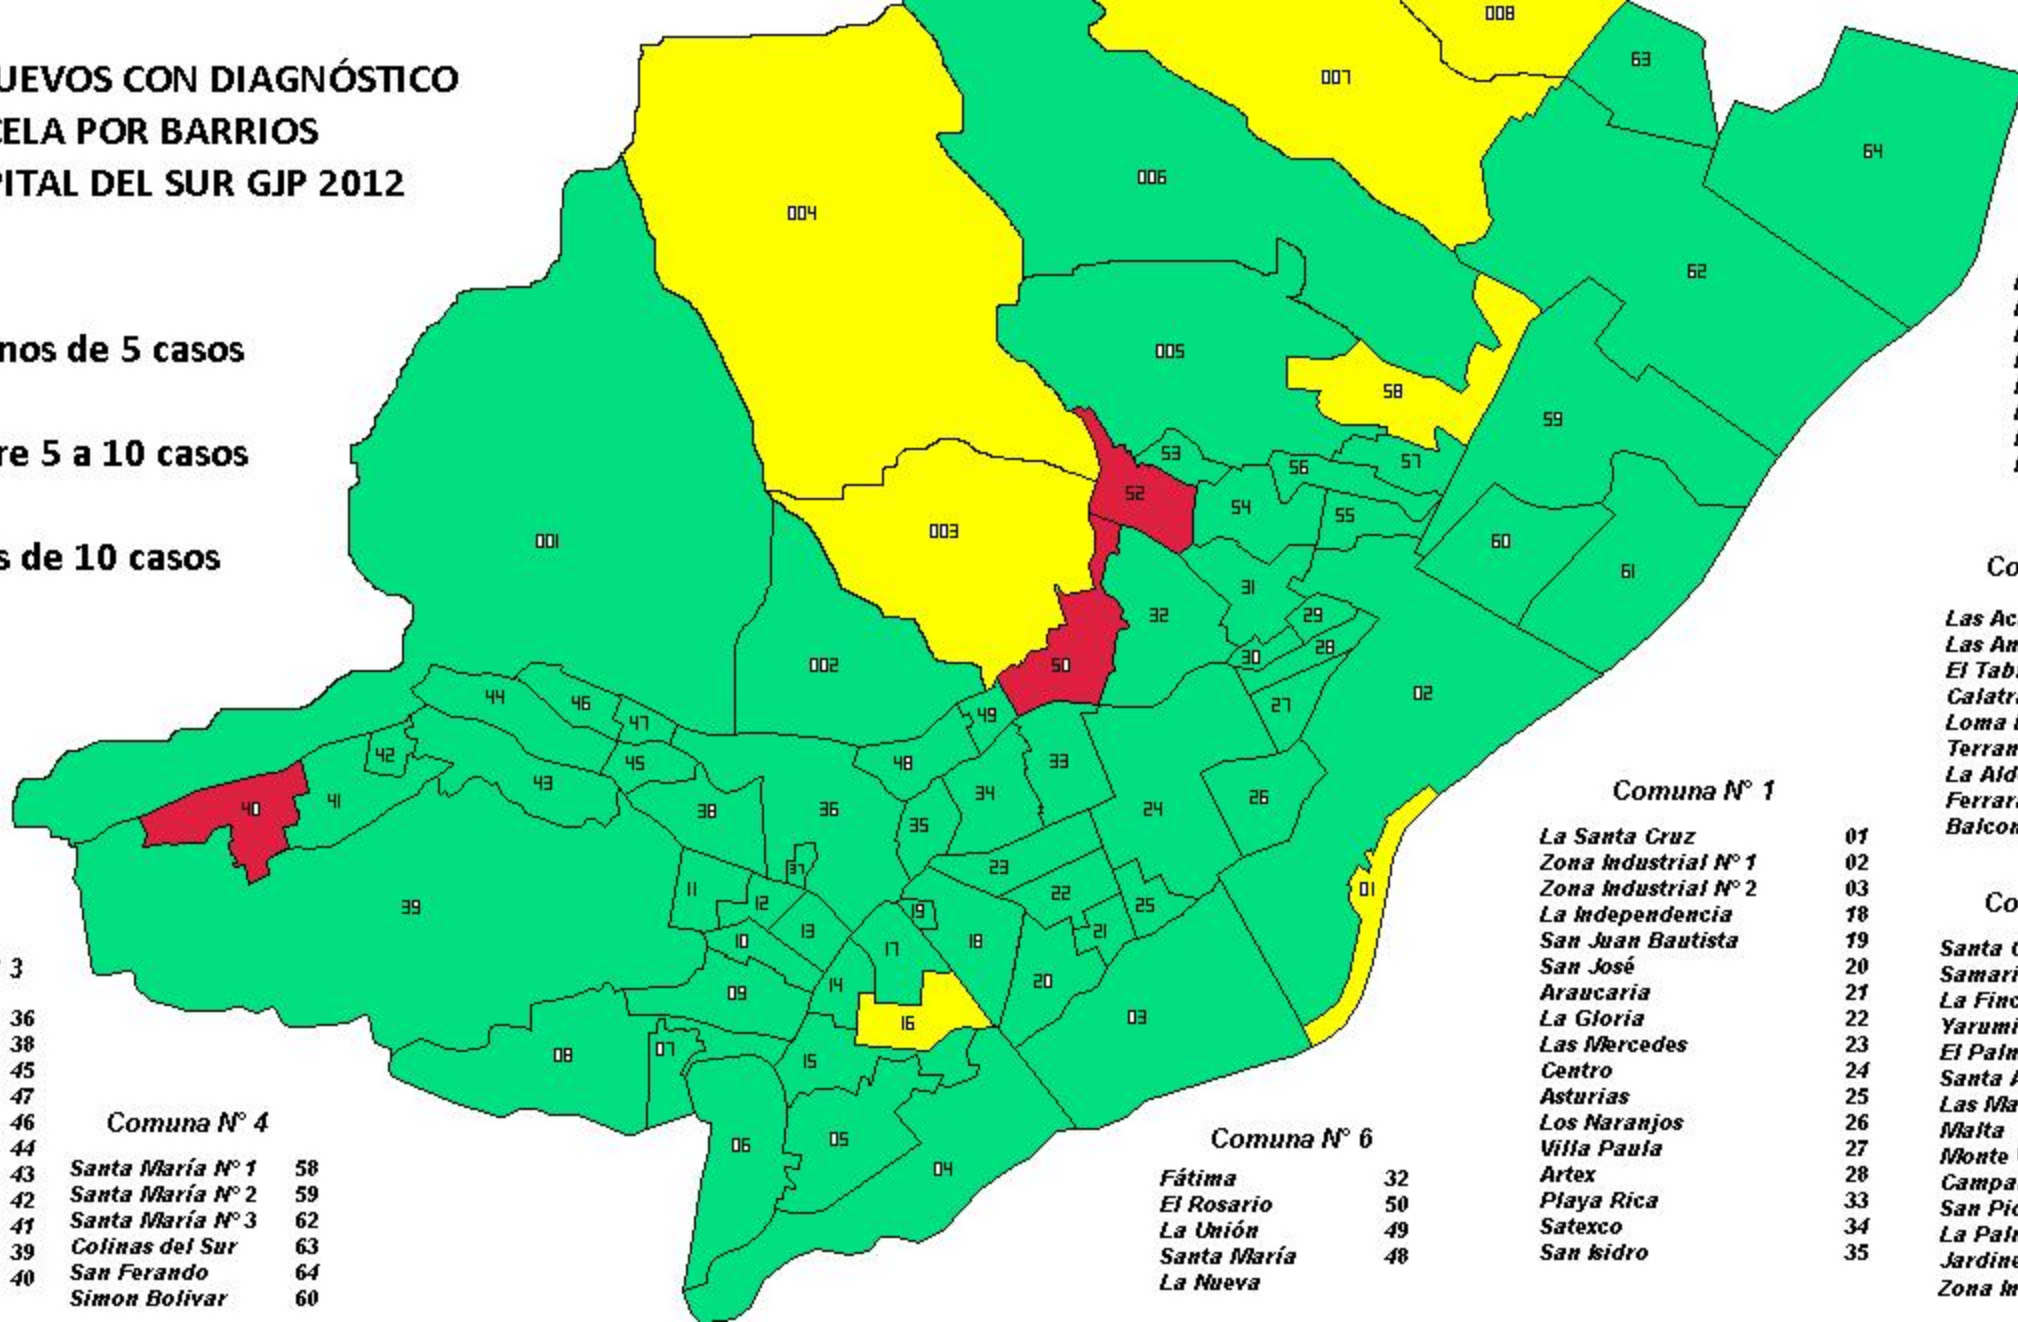 UEVOS CON DIAGNÓSTICO
CELA POR BARRIOS
PITAL DEL SUR GJP 2012
nos de 5 casos
re 5 a 10 casos
s de 10 casos
008
63
007
64
006
004
62
005
58
59
53
57
56
52
54
55
003
001
60
61
31
32
29
28
30
50
002
02
44
46
27
47
49
42
45
48
33
43
34
26
40
41
38
36
24
35
37
23
11
01
22
12
39
25
19
13
21
10
18
17
20
14
09
16
03
08
07
15
06
05
04
3
36
38
45
47
46
44
43
42
41
39
40
Comuna N° 4
Santa María N° 1 58
Santa María N° 2 59
Santa María N° 3 62
Colinas del Sur 63
San Ferando 64
Simon Bolivar 60
Comuna N° 6
Fátima 32
El Rosario 50
La Unión 49
Santa María 48
La Nueva
Comuna N° 1
La Santa Cruz 01
Zona Industrial N° 1 02
Zona Industrial N° 2 03
La Independencia 18
San Juan Bautista 19
San José 20
Araucaria 21
La Gloria 22
Las Mercedes 23
Centro 24
Asturias 25
Los Naranjos 26
Villa Paula 27
Artex 28
Playa Rica 33
Satexco 34
San Isidro 35
Co
Las Ac
Las Am
El Tab
Calatra
Loma
Terran
La Ald
Ferrar
Balcon
Co
Santa
Samari
La Finc
Yarumi
El Palm
Santa
Las Ma
Malta
Monte
Campa
San Pi
La Palm
Jardine
Zona In